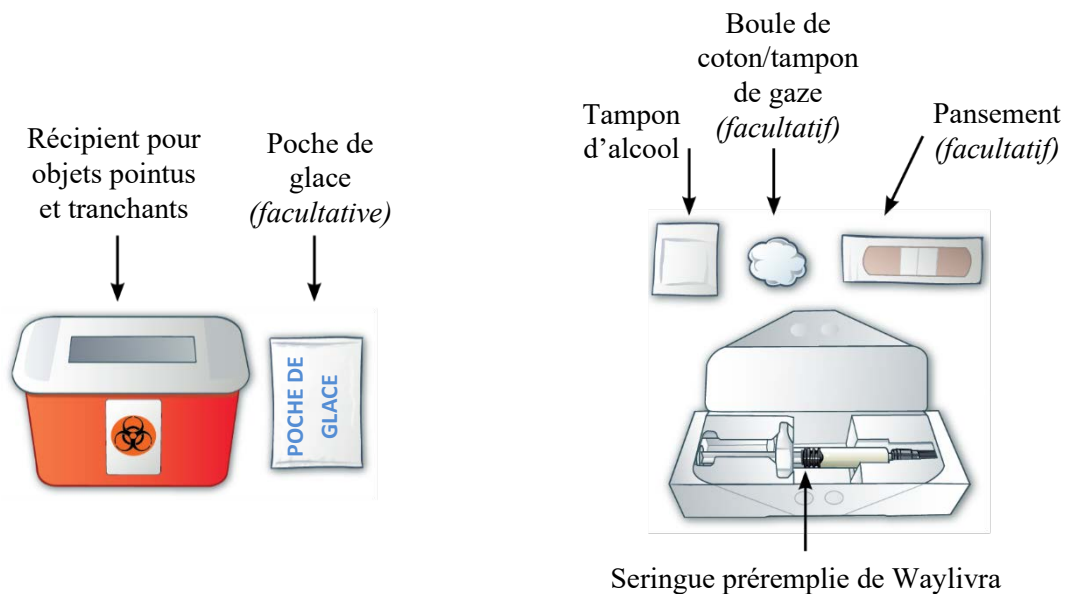 Récipient pour
objets pointus
et tranchants
Poche de
glace
(facultative)
POCHE DE
GLACE
Tampon
d’alcool
Boule de
coton/tampon
de gaze
(facultatif)
Pansement
(facultatif)
Seringue préremplie de Waylivra